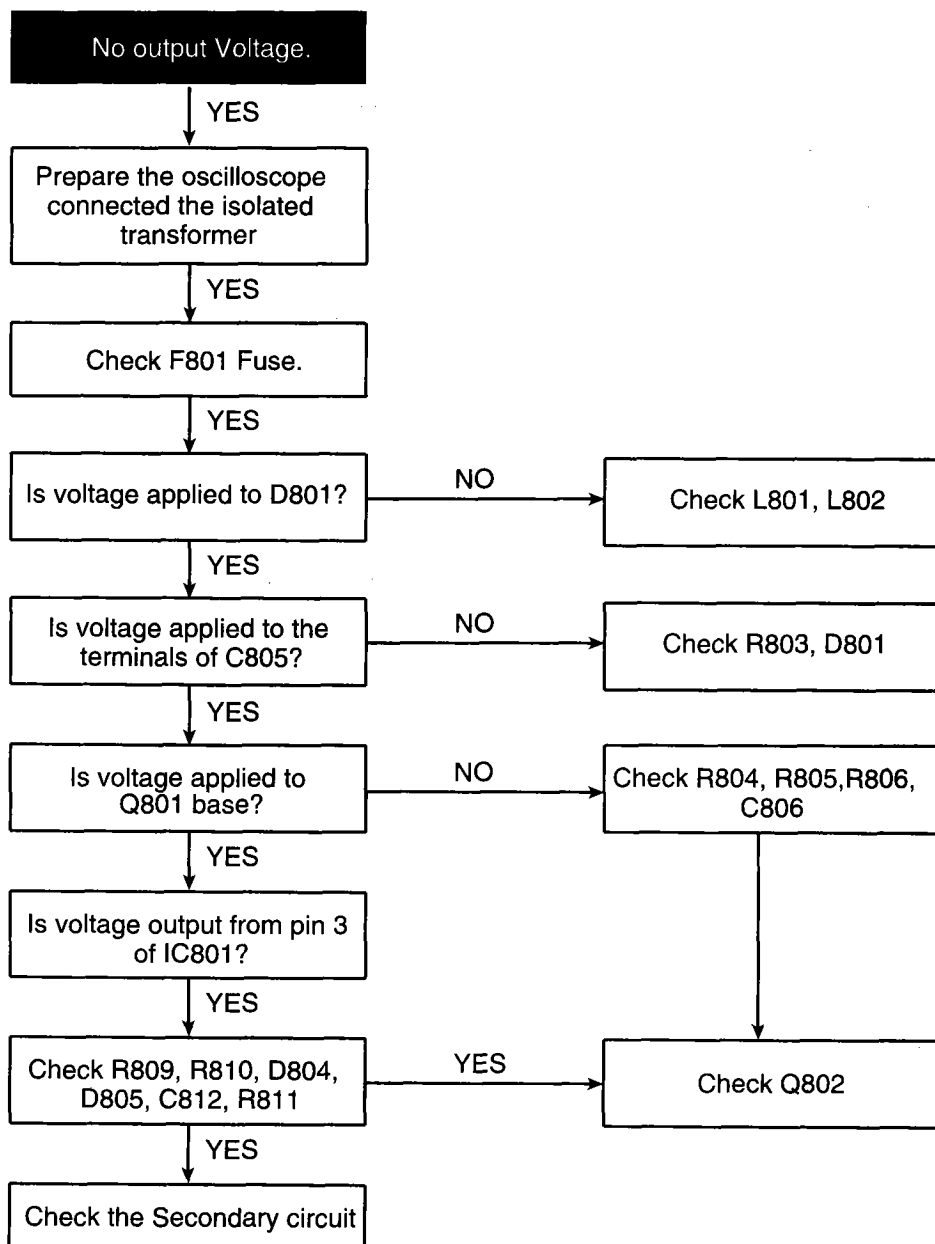 No output Voltage.
YES
Prepare the oscilloscope
connected the isolated
transformer
YES
Check F801 Fuse.
YES
Is voltage applied to D801?
NO
Check L801, L802
YES
Is voltage applied to the
terminals of C805?
NO
Check R803, D801
YES
Is voltage applied to
Q801 base?
NO
Check R804, R805,R806,
C806
YES
Is voltage output from pin 3
of IC801?
YES
Check R809, R810, D804,
D805, C812, R811
YES
Check Q802
YES
Check the Secondary circuit